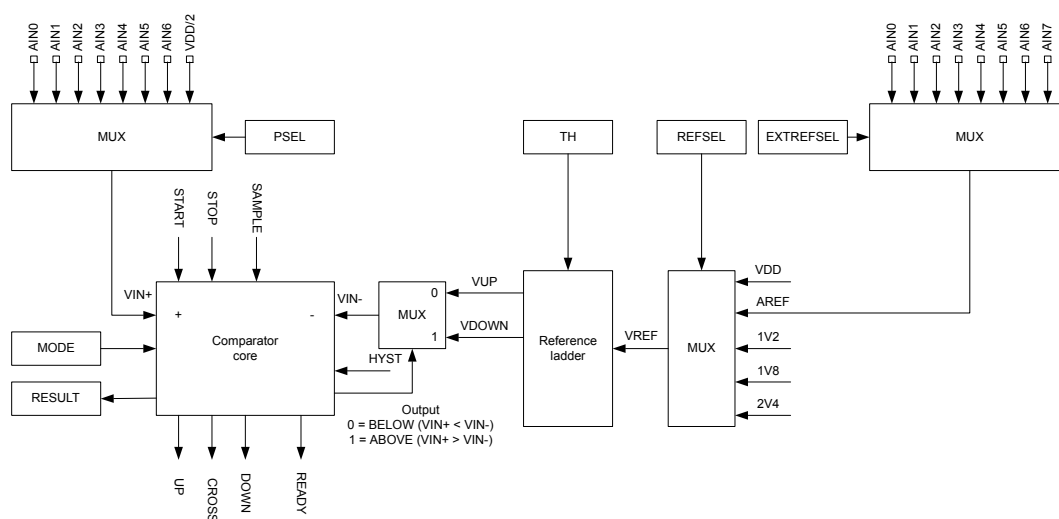 AIN0
AIN1
AIN2
AIN3
AIN4
AIN5
AIN6
VDD/2
AIN0
AIN1
AIN2
AIN3
AIN4
AIN5
AIN6
AIN7
MUX
PSEL
TH
REFSEL
EXTREFSEL
MUX
START
STOP
SAMPLE
VIN+
+
-
VIN-
MUX
0
1
VUP
VDOWN
MODE
Comparator
core
HYST
Reference
ladder
VREF
MUX
VDD
AREF
1V2
1V8
2V4
RESULT
Output
0 = BELOW (VIN+ < VIN-)
1 = ABOVE (VIN+ > VIN-)
UP
CROSS
DOWN
READY